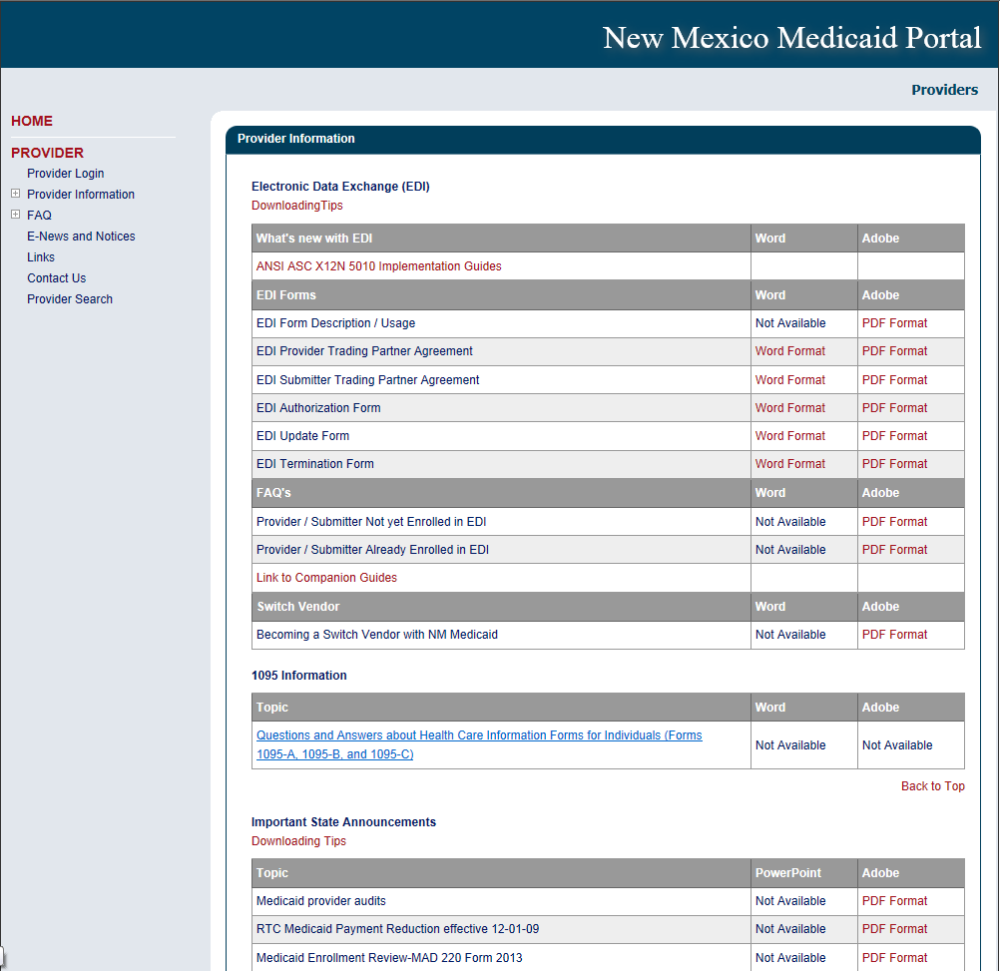 New Mexico Medicaid Portal
Providers
HOME
PROVIDER
Provider Login
Provider Information
FAQ
E-News and Notices
Links
Contact Us
Provider Search
Provider Information
Electronic Data Exchange (EDI)
DownloadingTips
What's new with EDI Word Adobe
ANSI ASC X12N 5010 Implementation Guides
EDI Forms Word Adobe
EDI Form Description / Usage Not Available PDF Format
EDI Provider Trading Partner Agreement Word Format PDF Format
EDI Submitter Trading Partner Agreement Word Format PDF Format
EDI Authorization Form Word Format PDF Format
EDI Update Form Word Format PDF Format
EDI Termination Form Word Format PDF Format
FAQ's Word Adobe
Provider / Submitter Not yet Enrolled in EDI Not Available PDF Format
Provider / Submitter Already Enrolled in EDI Not Available PDF Format
Link to Companion Guides
Switch Vendor Word Adobe
Becoming a Switch Vendor with NM Medicaid Not Available PDF Format
1095 Information
Topic Word Adobe
Questions and Answers about Health Care Information Forms for Individuals (Forms
1095-A, 1095-B, and 1095-C) Not Available Not Available
Back to Top
Important State Announcements
Downloading Tips
Topic PowerPoint Adobe
Medicaid provider audits Not Available PDF Format
RTC Medicaid Payment Reduction effective 12-01-09 Not Available PDF Format
Medicaid Enrollment Review-MAD 220 Form 2013 Not Available PDF Format